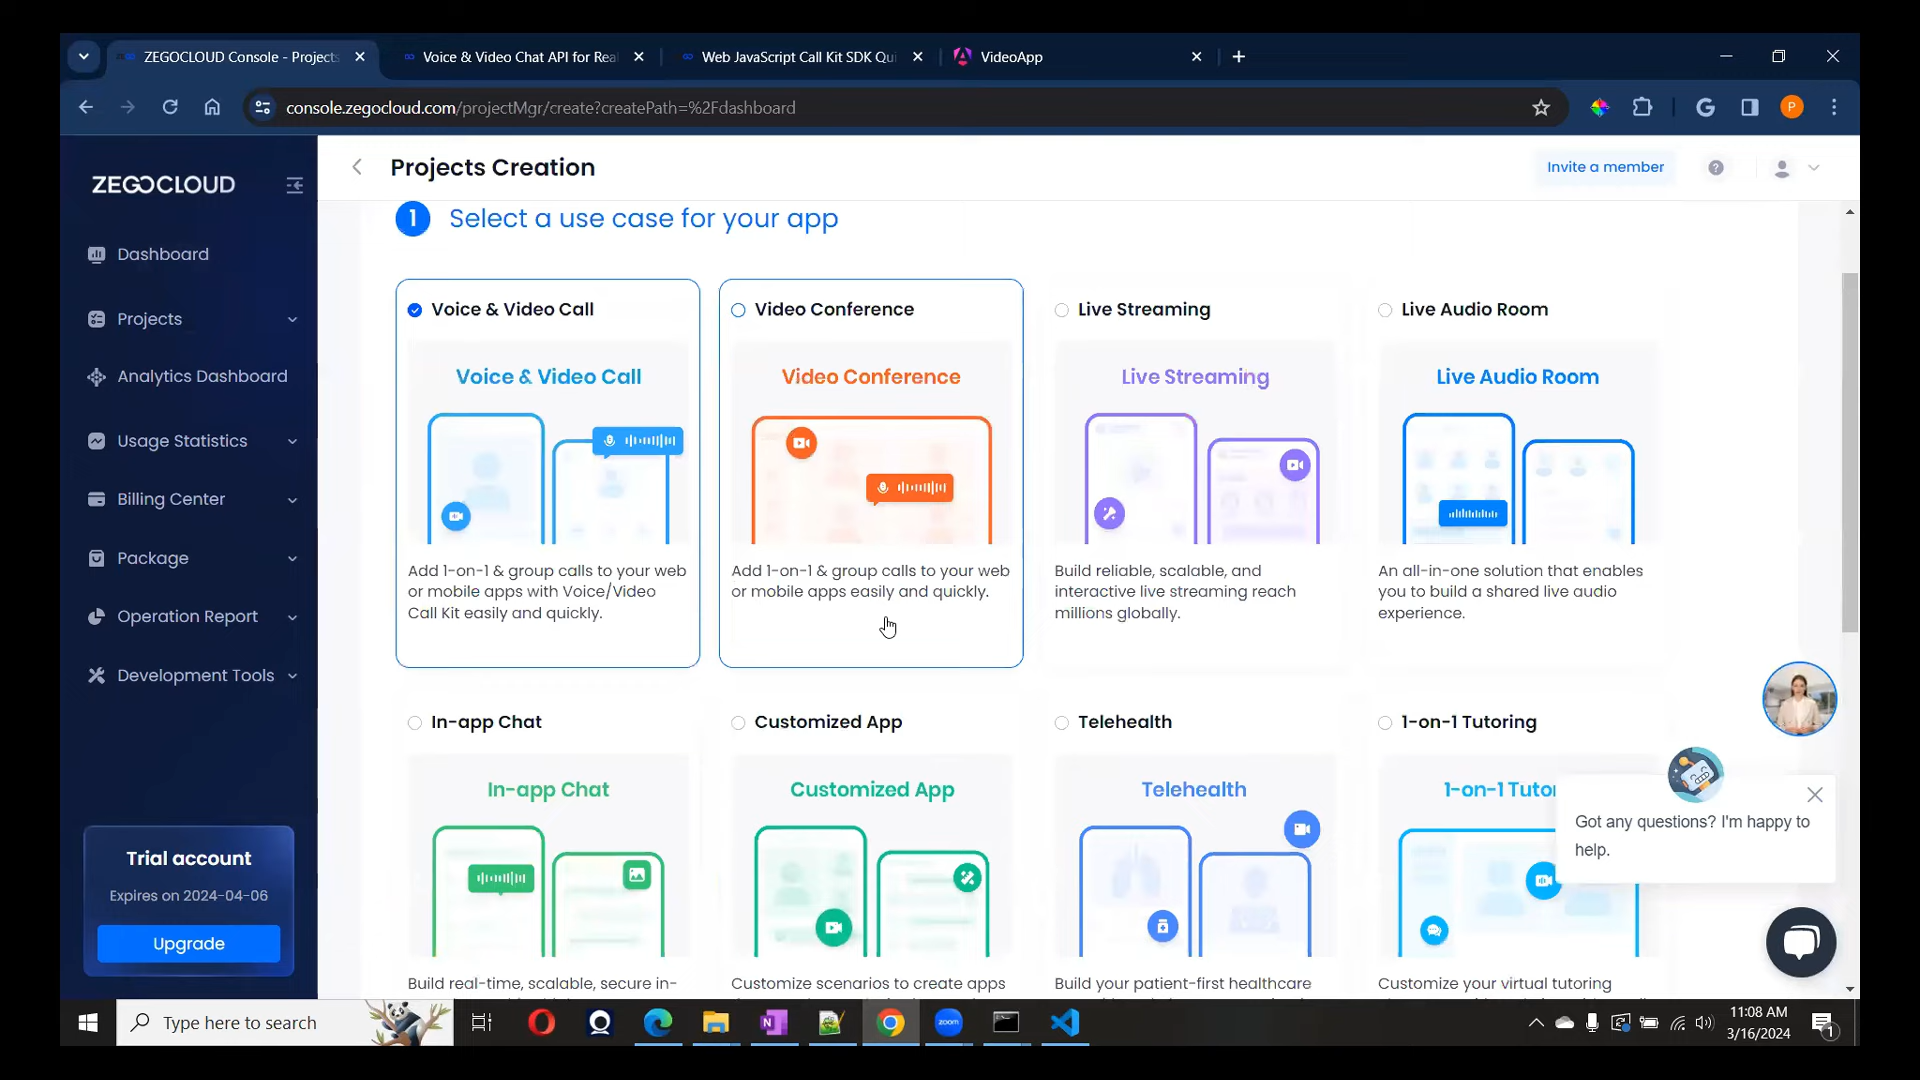 ZEGOCLOUD Console - Projects
Voice & Video Chat API for Real
Web JavaScript Call Kit SDK Qu
VideoApp
console.zegocloud.com/projectMgr/create?createPath=%2Fdashboard
P
ZEGOCLOUD
Projects Creation
Invite a member
Dashboard
Projects
Analytics Dashboard
Usage Statistics
Billing Center
Package
Operation Report
Development Tools
Trial account
Expires on 2024-04-06
Upgrade
1 Select a use case for your app
Voice & Video Call
Voice & Video Call
Add 1-on-1 & group calls to your web
or mobile apps with Voice/Video
Call Kit easily and quickly.
Video Conference
Video Conference
Add 1-on-1 & group calls to your web
or mobile apps easily and quickly.
Live Streaming
Live Streaming
Build reliable, scalable, and
interactive live streaming reach
millions globally.
Live Audio Room
Live Audio Room
An all-in-one solution that enables
you to build a shared live audio
experience.
In-app Chat
In-app Chat
Build real-time, scalable, secure in-
Customized App
Customized App
Customize scenarios to create apps
Telehealth
Telehealth
Build your patient-first healthcare
1-on-1 Tutoring
1-on-1 Tutor
Customize your virtual tutoring
Got any questions? I'm happy to
help.
Type here to search
zoom
11:08 AM
3/16/2024
1